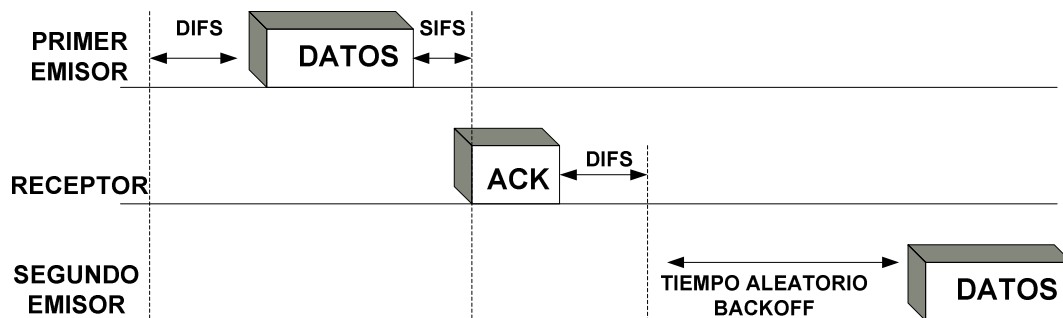 DIFS
SIFS
PRIMER
EMISOR
DATOS
RECEPTOR
ACK
DIFS
SEGUNDO
EMISOR
TIEMPO ALEATORIO
BACKOFF
DATOS